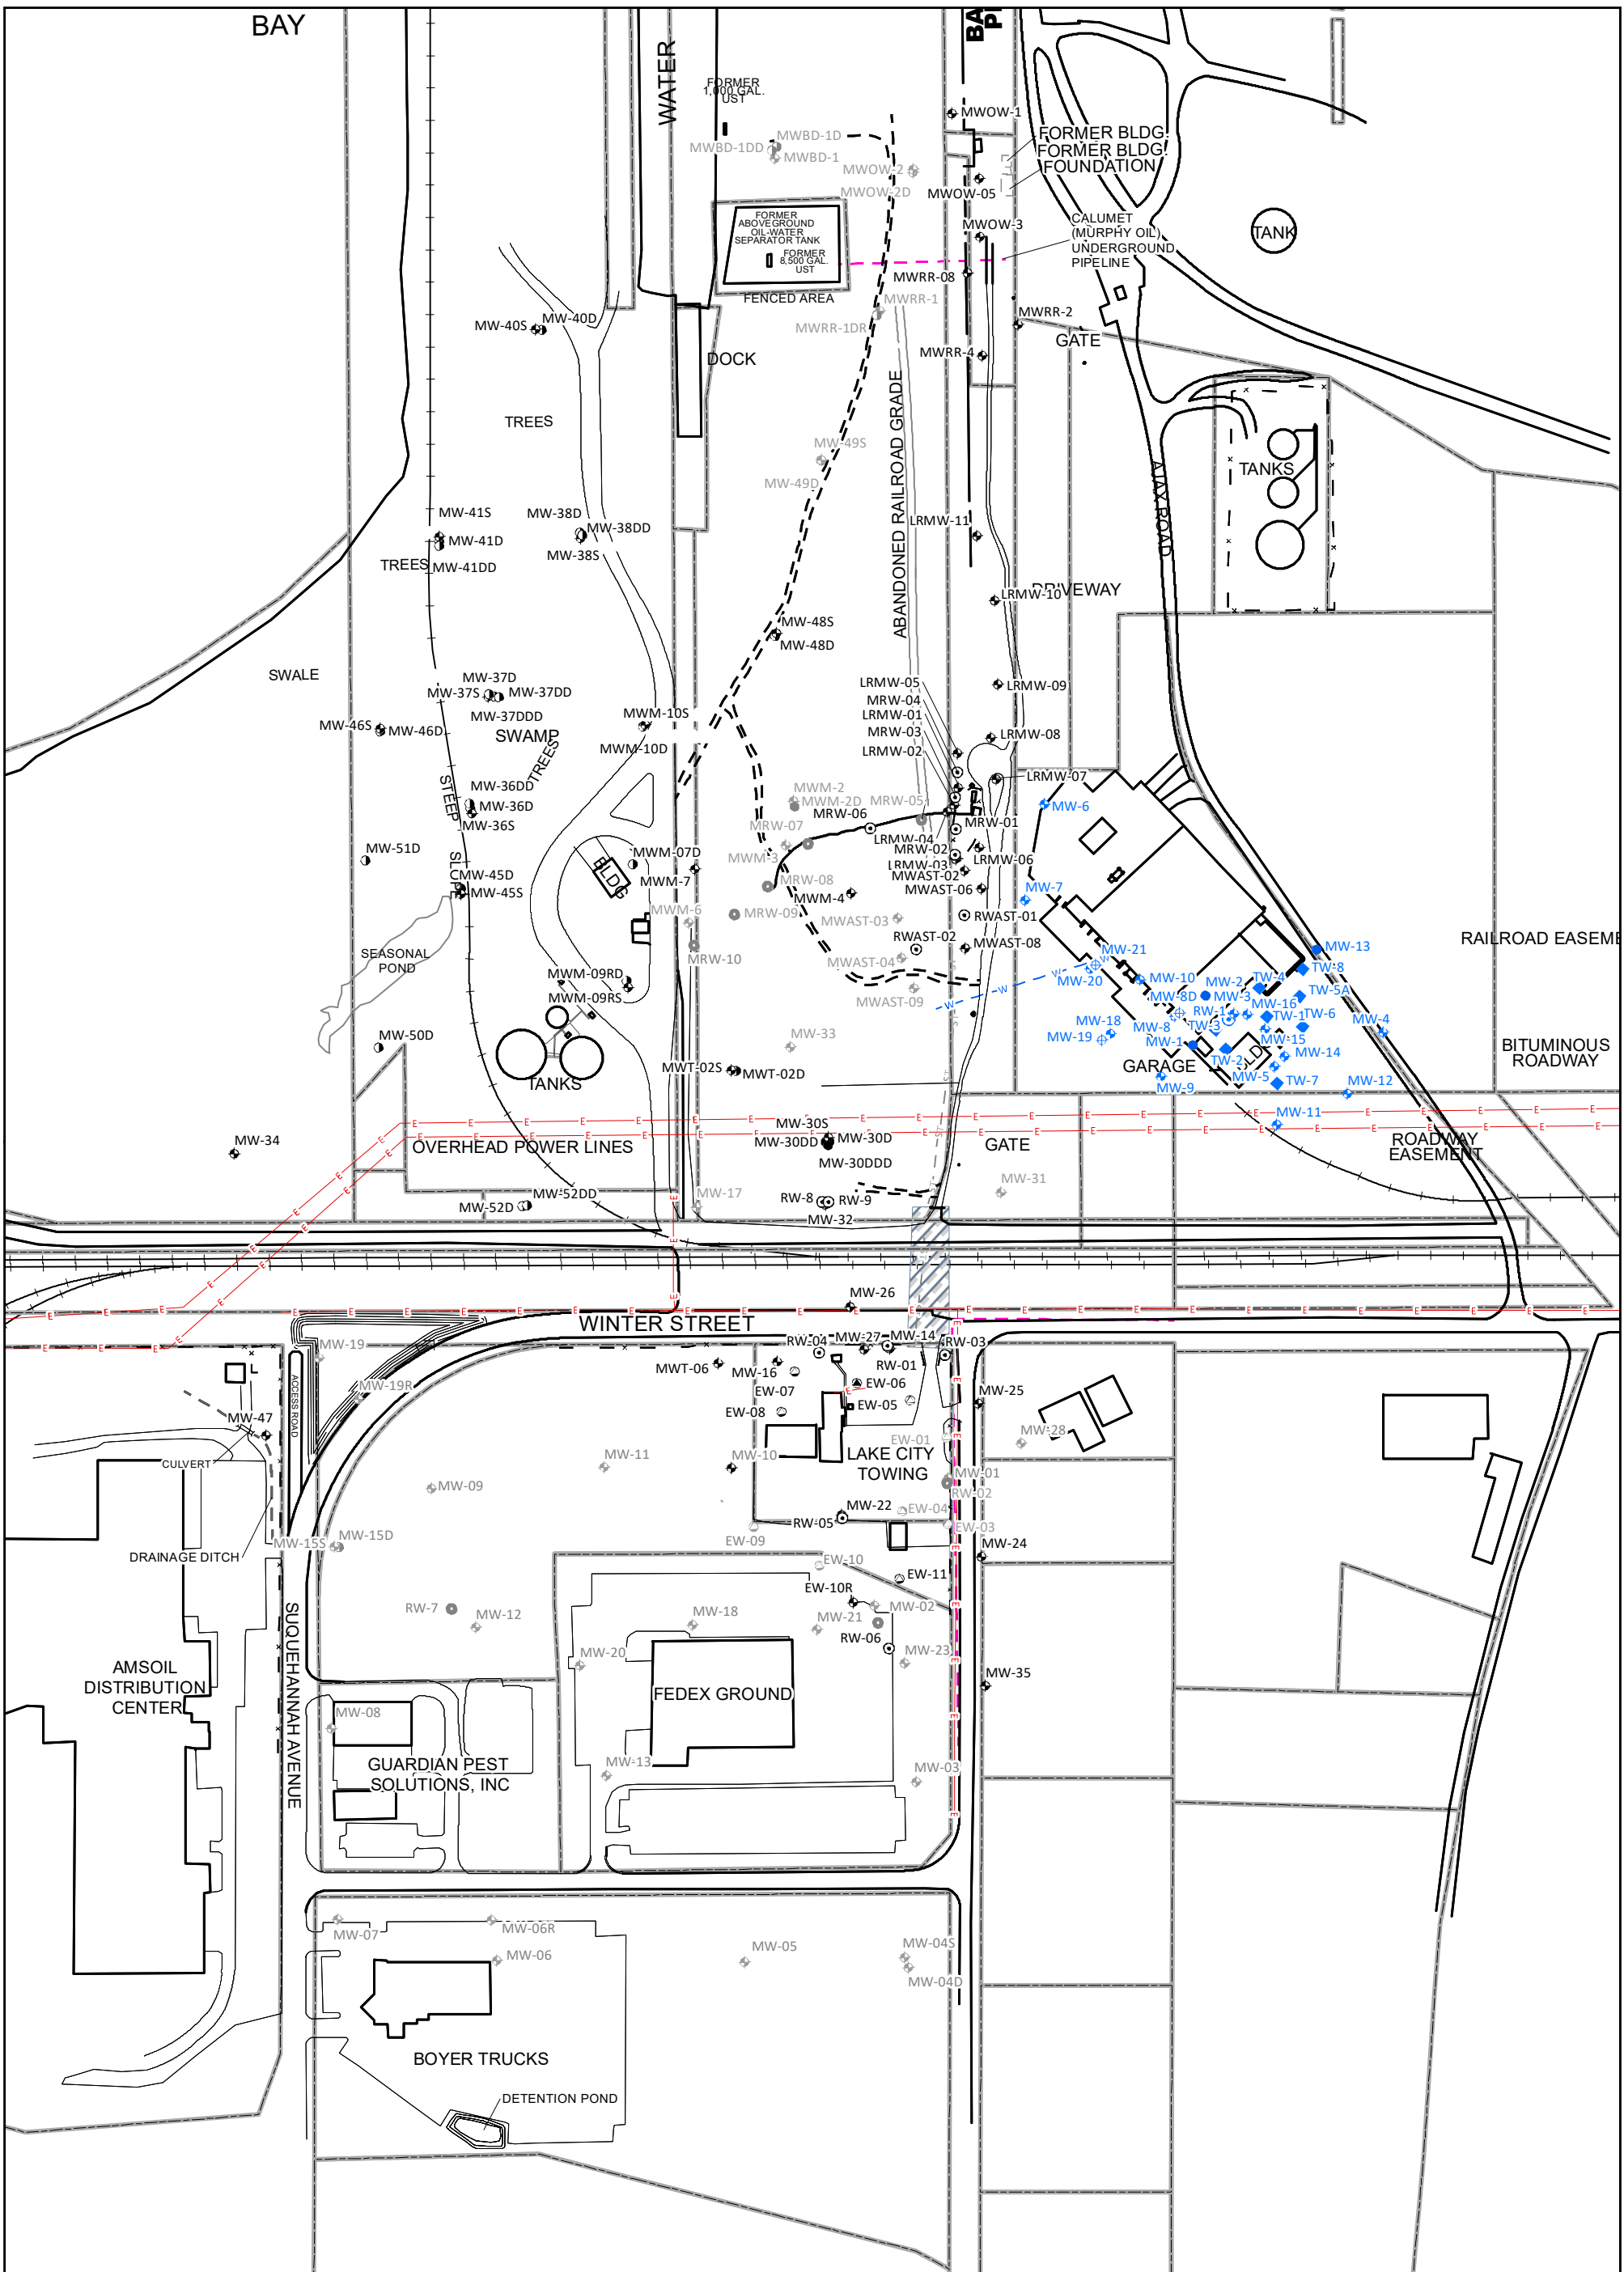 BAY
WATER
BA
PI
FORMER
1,000 GAL.
UST
MWOW-1
MWBD-1D
MWBD-1DD
MWBD-1
FORMER BLDG.
FORMER BLDG.
FOUNDATION
MWOW-2
MWOW-2D
MWOW-05
FORMER
ABOVEGROUND
OIL-WATER
SEPARATOR TANK
FORMER
8,500 GAL.
UST
FENCED AREA
MWOW-3
CALUMET
(MURPHY OIL)
UNDERGROUND
PIPELINE
TANK
MWRR-08
MWRR-1
MWRR-1DR
MWRR-2
GATE
MWRR-4
MW-40S
MW-40D
DOCK
TREES
ABANDONED RAILROAD GRADE
MW-49S
MW-49D
TANKS
AJAX ROAD
MW-41S
MW-41D
MW-41DD
TREES
MW-38D
MW-38DD
MW-38S
LRMW-11
LRMW-10
DRIVEWAY
MW-48S
MW-48D
SWALE
MW-37D
MW-37S
MW-37DD
MW-37DDD
SWAMP
TREES
MW-46S
MW-46D
MWM-10S
MWM-10D
LRMW-05
MRW-04
LRMW-01
MRW-03
LRMW-02
LRMW-09
LRMW-08
LRMW-07
STEEP
SLOPE
MW-36DD
MW-36D
MW-36S
MWM-2
MWM-2D
MRW-05
MRW-06
MRW-01
MW-6
MRW-07
MWM-3
LRMW-04
MRW-02
LRMW-03
LRMW-06
MWAST-02
MWAST-06
MW-51D
MW-45D
MW-45S
BLDG
MWM-07D
MWM-7
MRW-08
MWM-4
MW-7
MWM-6
MRW-09
MRW-10
MWAST-03
RWAST-01
RWAST-02
MWAST-08
MWAST-04
MWAST-09
SEASONAL
POND
MWM-09RD
MWM-09RS
RAILROAD EASEME
MW-13
MW-21
MW-20
W
W
W
MW-10
MW-2
TW-4
TW-8
MW-8D
MW-3
MW-16
TW-5A
RW-1
TW-1
TW-6
MW-4
MW-18
MW-19
MW-8
TW-3
MW-15
MW-1
TW-2
BLDG
MW-14
GARAGE
MW-5
TW-7
MW-9
MW-12
MW-11
BITUMINOUS
ROADWAY
MW-50D
TANKS
MW-33
MWT-02S
MWT-02D
ST
ST
ST
MW-30S
MW-30D
MW-30DD
MW-30DDD
GATE
ROADWAY
EASEMENT
MW-34
OVERHEAD POWER LINES
MW-52DD
MW-52D
MW-17
RW-8
RW-9
MW-32
MW-31
MW-26
WINTER STREET
MW-27
MW-14
RW-04
RW-03
RW-01
MW-19
MWT-06
MW-16
EW-07
EW-06
EW-05
EW-08
MW-25
MW-19R
ACCESS ROAD
MW-47
CULVERT
EW-01
MW-28
LAKE CITY
TOWING
MW-11
MW-10
MW-09
MW-01
RW-02
MW-22
EW-04
RW-05
EW-03
EW-09
MW-15D
MW-15S
DRAINAGE DITCH
MW-24
EW-10
EW-11
EW-10R
MW-02
RW-7
MW-12
MW-18
MW-21
RW-06
MW-23
MW-20
MW-35
AMSOIL
DISTRIBUTION
CENTER
SUQUEHANNAH AVENUE
FEDEX GROUND
MW-08
GUARDIAN PEST
SOLUTIONS, INC
MW-13
MW-03
MW-07
MW-06R
MW-06
MW-05
MW-04S
MW-04D
BOYER TRUCKS
DETENTION POND